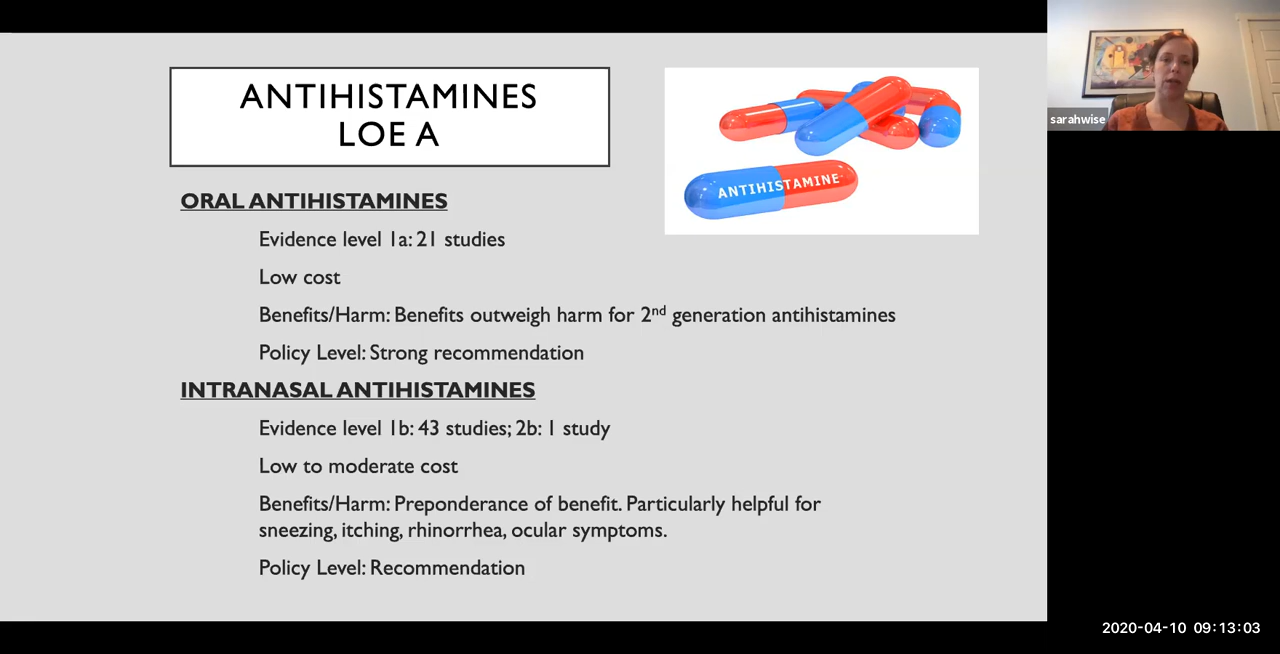 ANTIHISTAMINES
LOE A
ANTIHISTAMINE
sarahwise
ORAL ANTIHISTAMINES
Evidence level 1a: 21 studies
Low cost
Benefits/Harm: Benefits outweigh harm for 2nd generation antihistamines
Policy Level: Strong recommendation
INTRANASAL ANTIHISTAMINES
Evidence level 1b: 43 studies; 2b: 1 study
Low to moderate cost
Benefits/Harm: Preponderance of benefit. Particularly helpful for
sneezing, itching, rhinorrhea, ocular symptoms.
Policy Level: Recommendation
2020-04-10 09:13:03